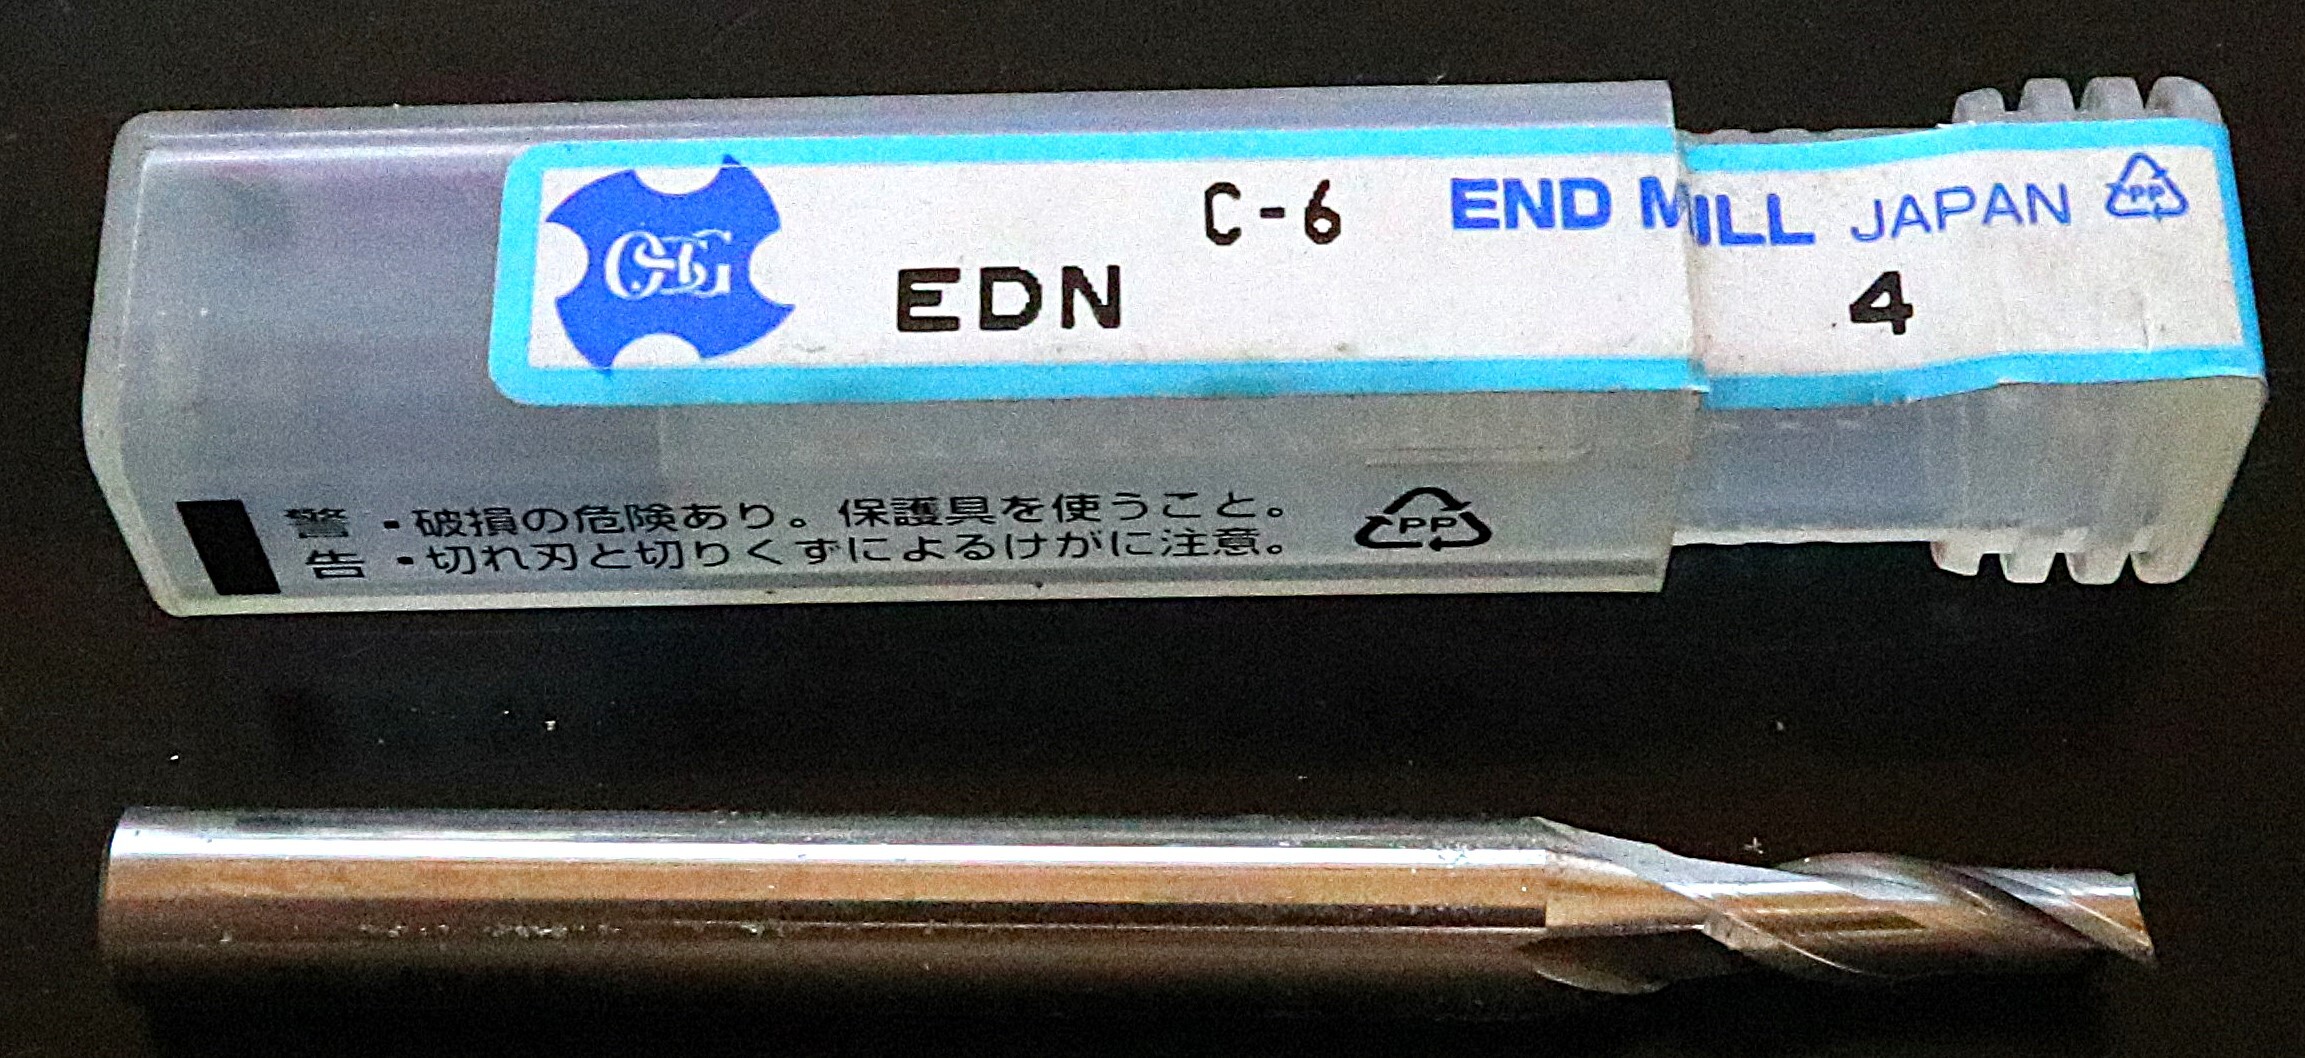 OSG
C-6
END MILL JAPAN
PP
EDN
4
警告
・破損の危険あり。保護具を使うこと。
・切れ刃と切りくずによるけがに注意。
PP